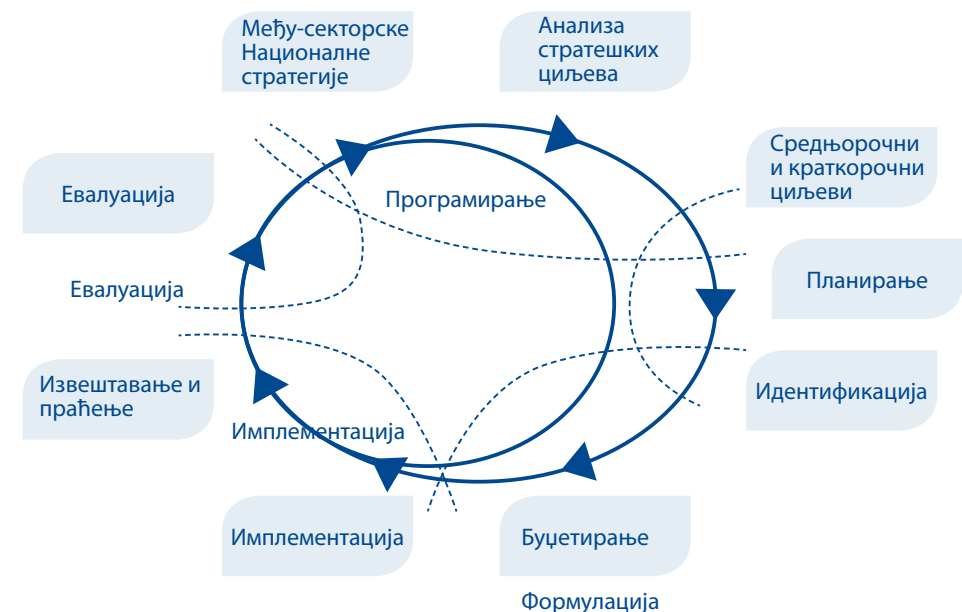 Међу-секторске
Националне
стратегије
Анализа
стратешких
циљева
Средњорочни
и краткорочни
циљеви
Евалуација
Програмирање
Планирање
Евалуација
Извештавање и
праћење
Идентификација
Имплементација
Имплементација
Буџетирање
Формулација